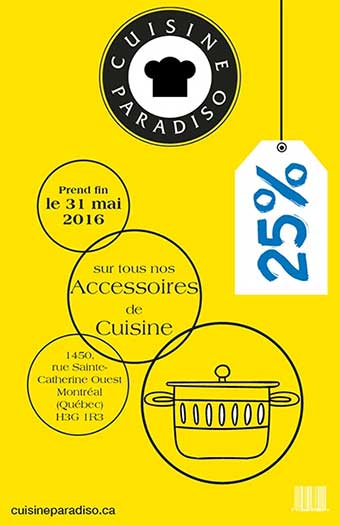 CUISINE
PARADISO
25%
Prend fin
le 31 mai
2016
sur tous nos
Accessoires
de
Cuisine
1450,
rue Sainte-
Catherine Ouest
Montréal
(Québec)
H3G 1R3
cuisineparadiso.ca